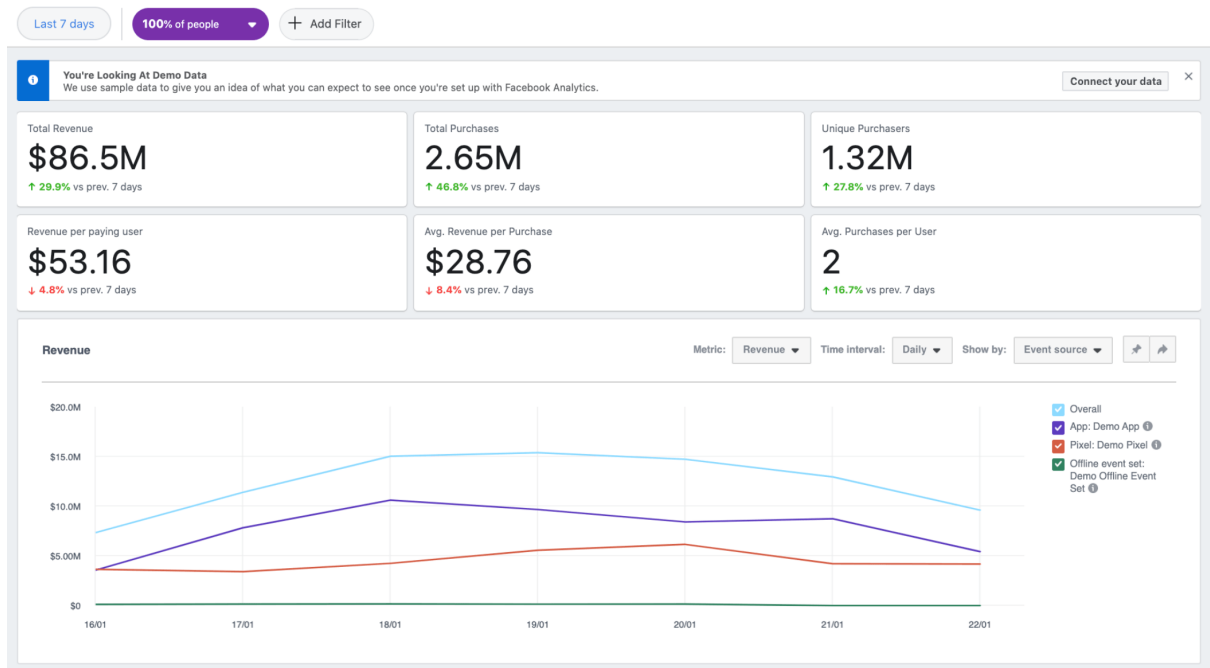 Last 7 days
100% of people
Add Filter
You're Looking At Demo Data
We use sample data to give you an idea of what you can expect to see once you're set up with Facebook Analytics.
Connect your data
Total Revenue
$86.5M
↑ 29.9% vs prev. 7 days
Total Purchases
2.65M
↑ 46.8% vs prev. 7 days
Unique Purchasers
1.32M
↑ 27.8% vs prev. 7 days
Revenue per paying user
$53.16
↓ 4.8% vs prev. 7 days
Avg. Revenue per Purchase
$28.76
↓ 8.4% vs prev. 7 days
Avg. Purchases per User
2
↑ 16.7% vs prev. 7 days
Revenue
Metric: Revenue
Time interval: Daily
Show by: Event source
$20.0M
$15.0M
$10.0M
$5.00M
$0
16/01 17/01 18/01 19/01 20/01 21/01 22/01
Overall
App: Demo App
Pixel: Demo Pixel
Offline event set:
Demo Offline Event
Set